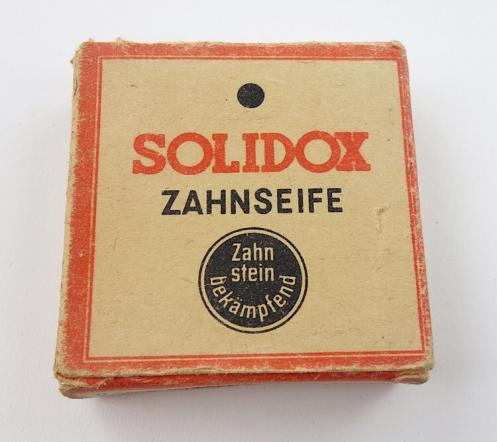 SOLIDOX
ZAHNSEIFE
Zahn
stein
bekämpfend